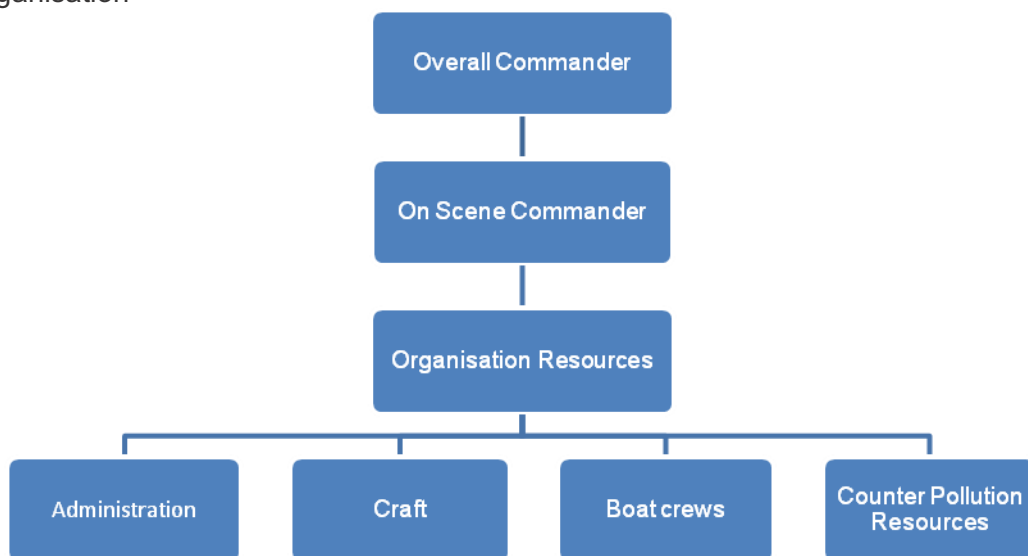 Overall Commander
On Scene Commander
Organisation Resources
Administration
Craft
Boat crews
Counter Pollution
Resources